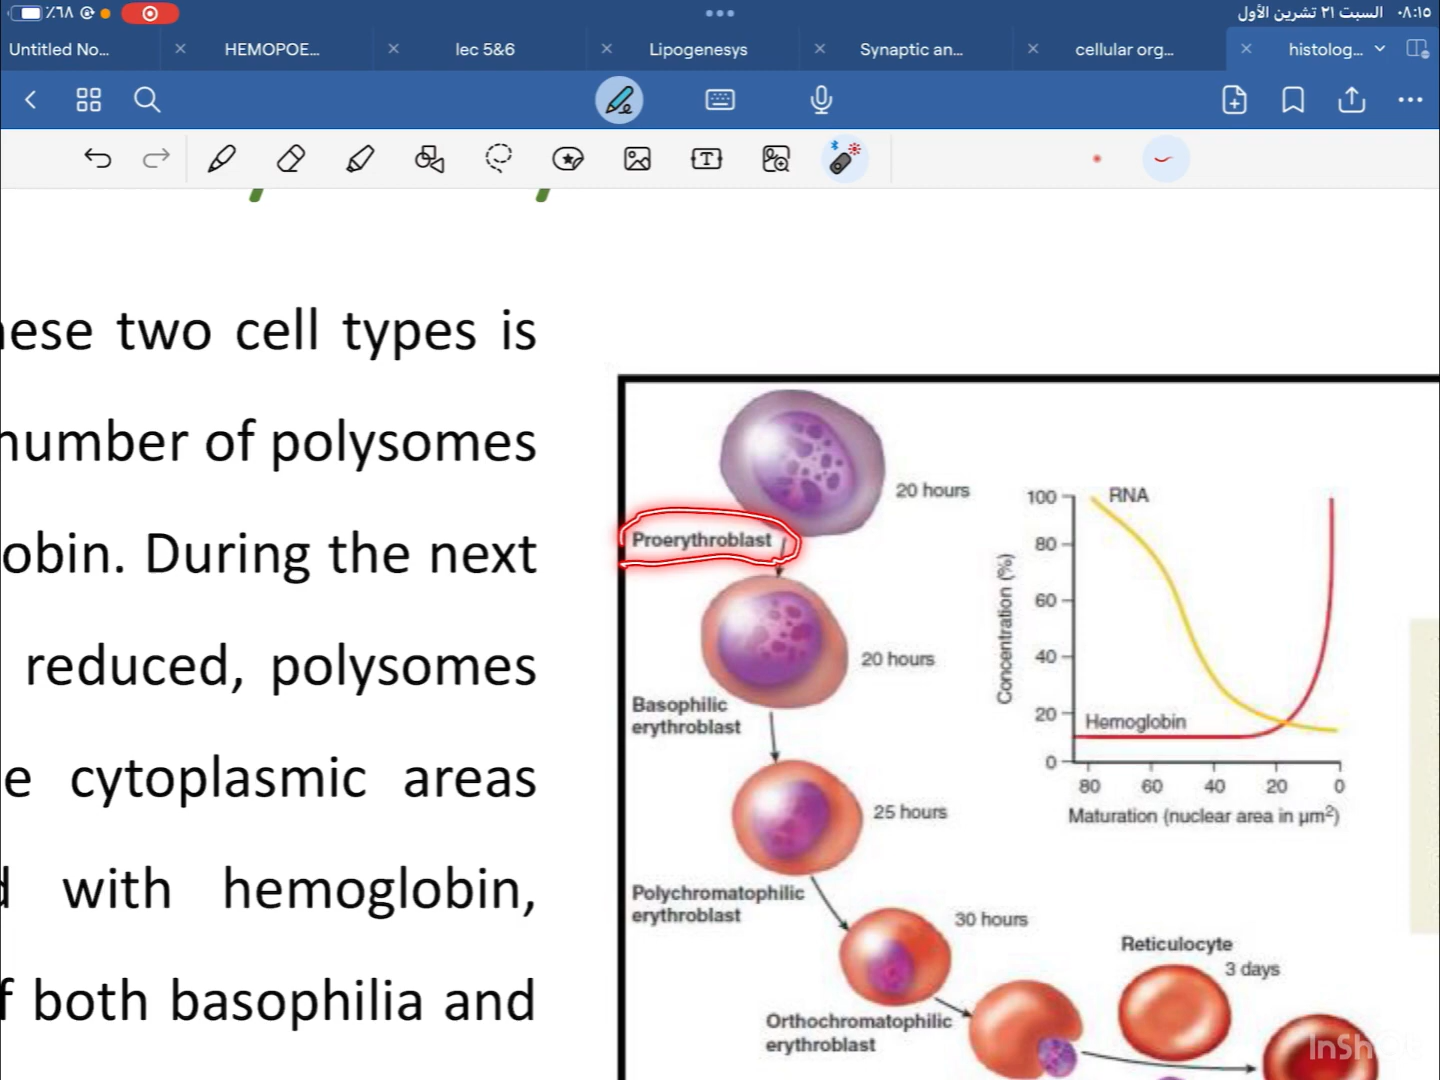 ٪٦٨
السبت ٢١ تشرين الأول ٠٨:١٥
Untitled No... HEMOPOE... lec 5&6 Lipogenesys Synaptic an... cellular org... histolog...
hese two cell types is
number of polysomes
obin. During the next
reduced, polysomes
e cytoplasmic areas
d with hemoglobin,
f both basophilia and
20 hours
Proerythroblast
20 hours
Basophilic
erythroblast
25 hours
Polychromatophilic
erythroblast
30 hours
Orthochromatophilic
erythroblast
Reticulocyte
3 days
RNA
Hemoglobin
Concentration (%)
100
80
60
40
20
0
80 60 40 20 0
Maturation (nuclear area in µm²)